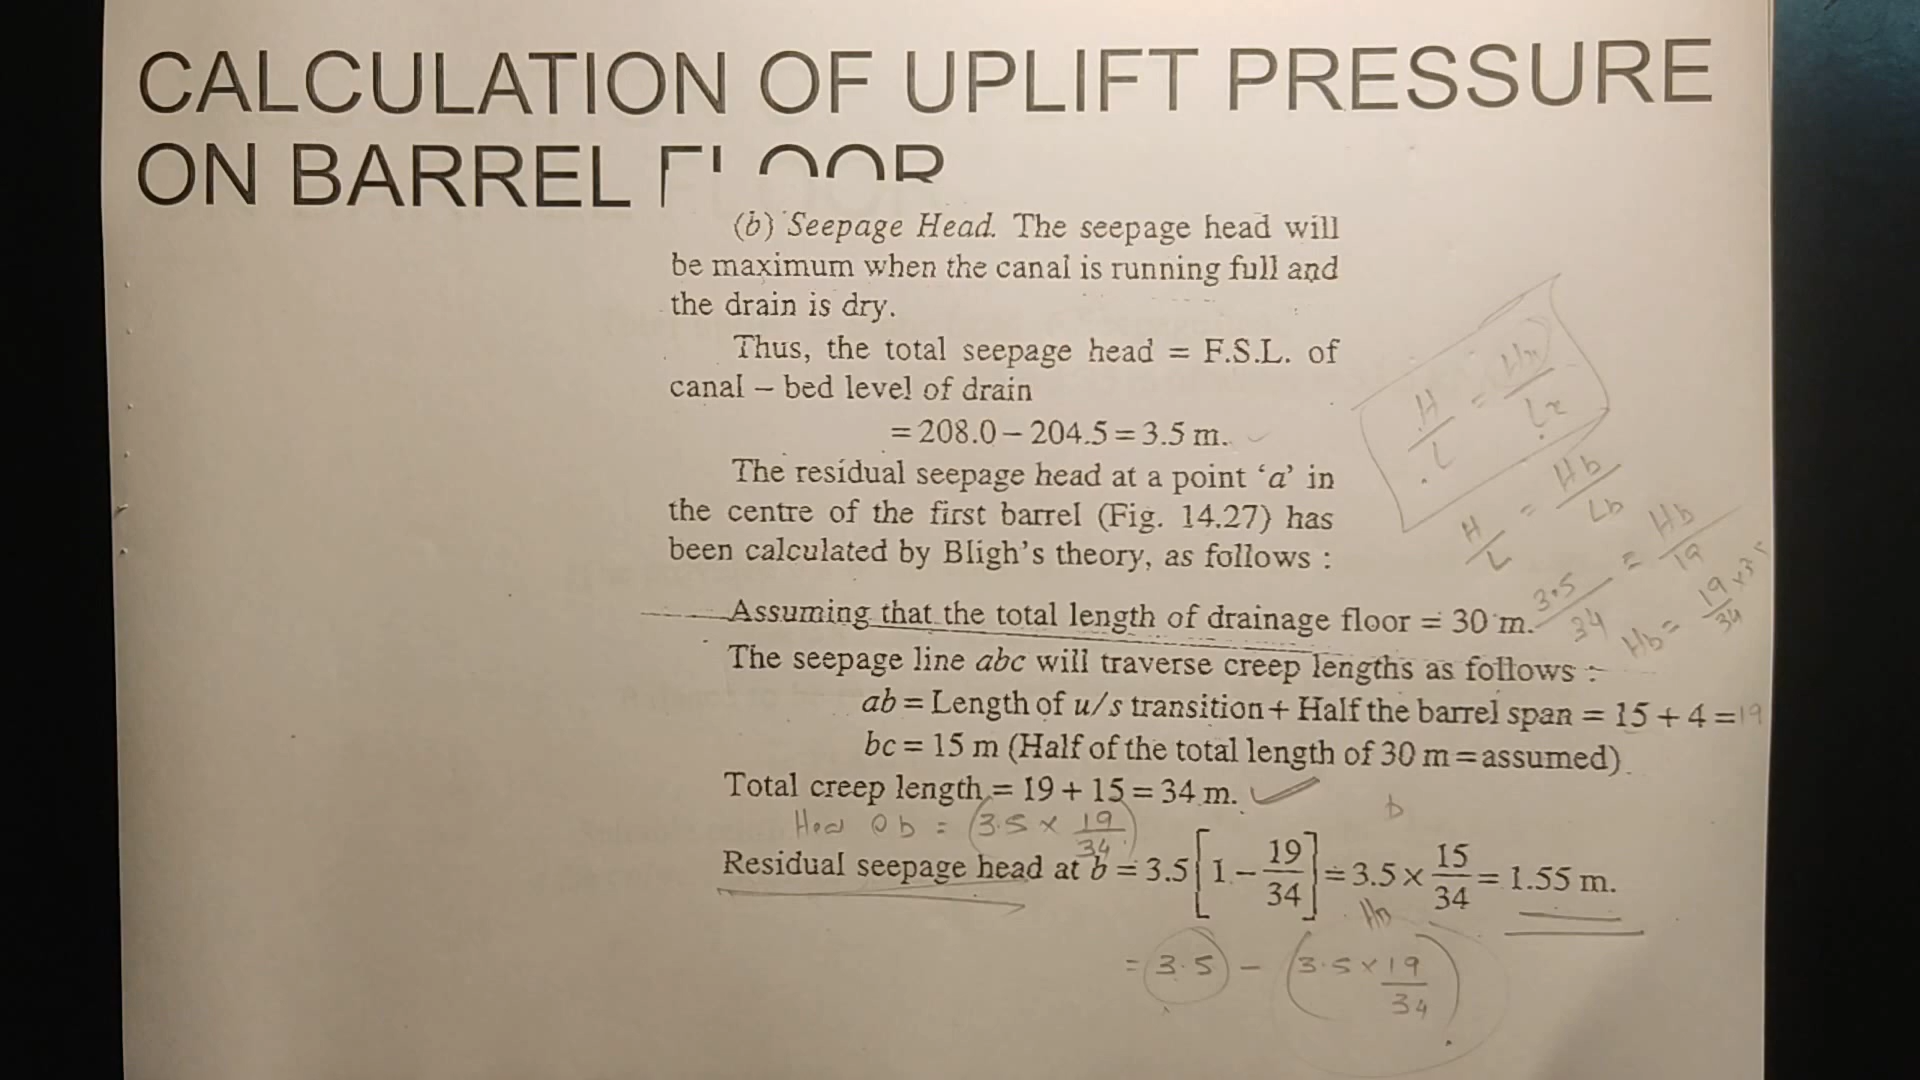 CALCULATION OF UPLIFT PRESSURE
ON BARREL FLOOR
(b) Seepage Head. The seepage head will
be maximum when the canal is running full and
the drain is dry.
Thus, the total seepage head = F.S.L. of
canal – bed level of drain
= 208.0 – 204.5 = 3.5 m.
The residual seepage head at a point ‘a’ in
the centre of the first barrel (Fig. 14.27) has
been calculated by Bligh’s theory, as follows :
H/L = Hx/Lx
H/L = Hb/Lb
3.5/34 = Hb/19
Hb = 19/34 × 3.5
Assuming that the total length of drainage floor = 30 m.
The seepage line abc will traverse creep lengths as follows :
ab = Length of u/s transition + Half the barrel span = 15 + 4 = 19
bc = 15 m (Half of the total length of 30 m = assumed)
Total creep length = 19 + 15 = 34 m.
b
Head @ b = (3.5 × 19/34)
Residual seepage head at b = 3.5 [1 – 19/34] = 3.5 × 15/34 = 1.55 m.
= (3.5) – (3.5 × 19/34)